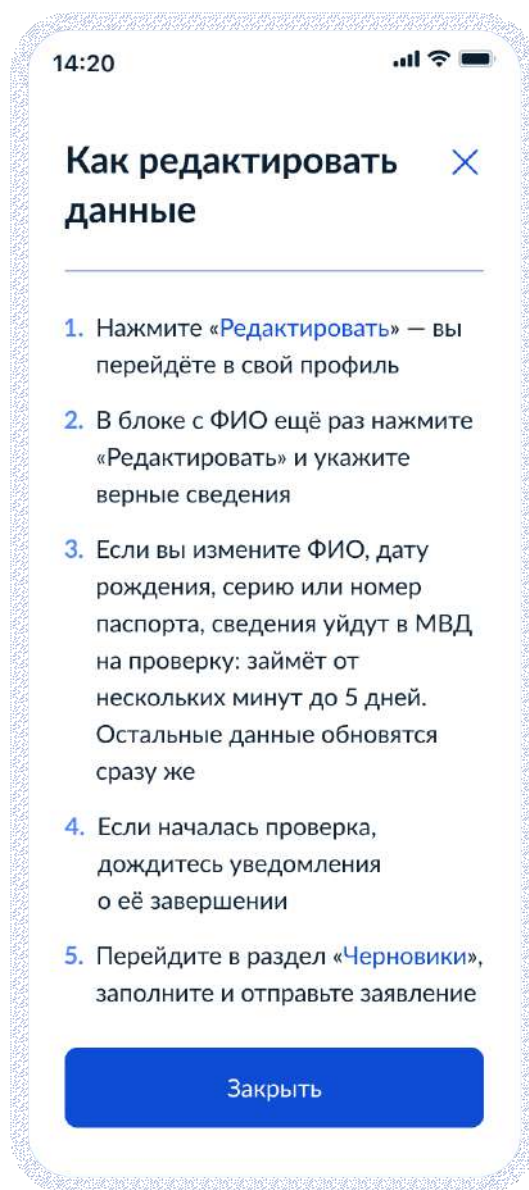 14:20
Как редактировать
данные
1. Нажмите «Редактировать» — вы
перейдёте в свой профиль
2. В блоке с ФИО ещё раз нажмите
«Редактировать» и укажите
верные сведения
3. Если вы измените ФИО, дату
рождения, серию или номер
паспорта, сведения уйдут в МВД
на проверку: займёт от
нескольких минут до 5 дней.
Остальные данные обновятся
сразу же
4. Если началась проверка,
дождитесь уведомления
о её завершении
5. Перейдите в раздел «Черновики»,
заполните и отправьте заявление
Закрыть